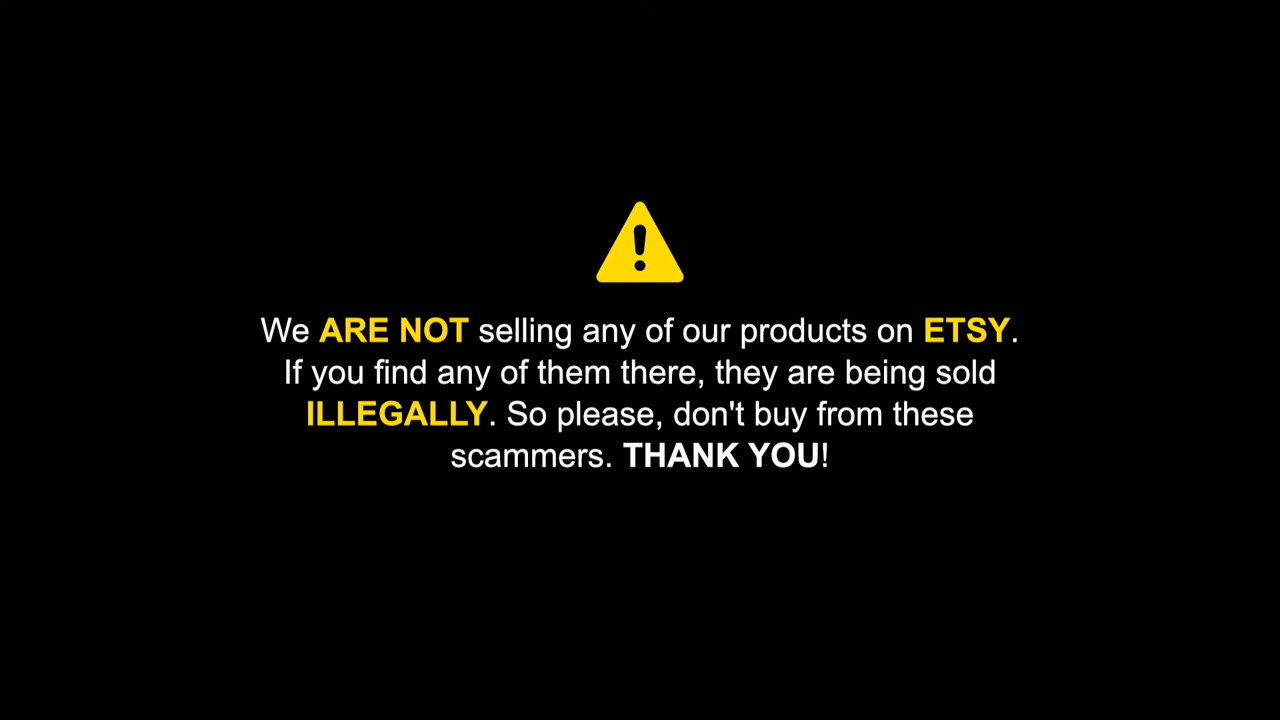 We ARE NOT selling any of our products on ETSY.
If you find any of them there, they are being sold
ILLEGALLY. So please, don't buy from these
scammers. THANK YOU!